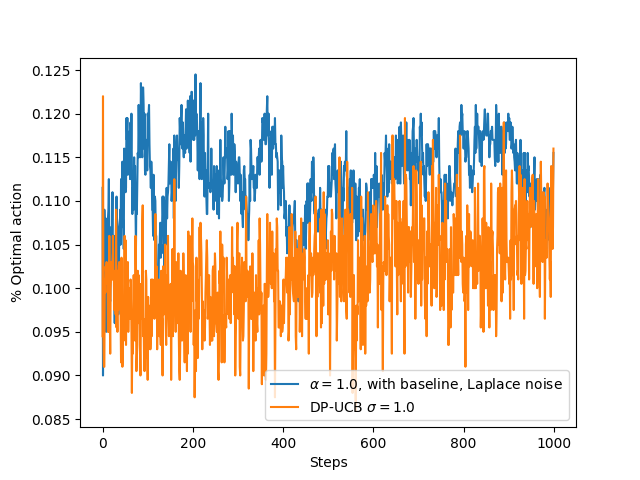 % Optimal action
0.125
0.120
0.115
0.110
0.105
0.100
0.095
0.090
0.085
α = 1.0, with baseline, Laplace noise
DP-UCB σ = 1.0
0 200 400 600 800 1000
Steps